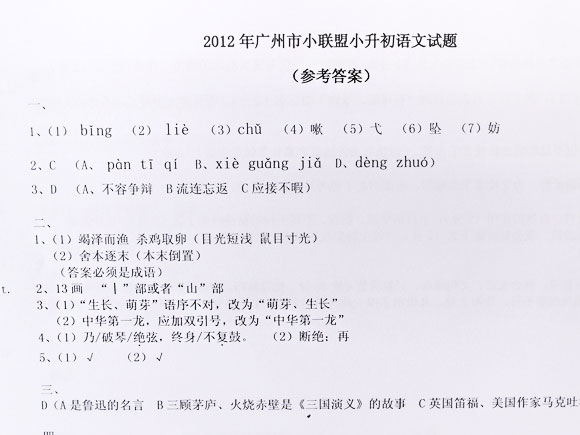 2012年广州市小联盟小升初语文试题
（参考答案）
一、
1、（1） bīng （2） liè （3）chǔ （4）嗽 （5）弋 （6）坠 （7）妨
2、C （A、 pàn tī qí B、xiè guǎng jiǎ D、dèng zhuó）
3、D （A、不容争辩 B 流连忘返 C 应接不暇）
二、
1、（1）竭泽而渔 杀鸡取卵（目光短浅 鼠目寸光）
（2）舍本逐末（本末倒置）
（答案必须是成语）
t.
2、13画 “丨”部或者“山”部
3、（1）“生长、萌芽”语序不对，改为“萌芽、生长”
（2）中华第一龙，应加双引号，改为“中华第一龙”
4、（1）乃/破琴/绝弦，终身/不复鼓。 （2）断绝；再
5、（1）√ （2）√
三、
D（A 是鲁迅的名言 B 三顾茅庐、火烧赤壁是《三国演义》的故事 C 英国笛福、美国作家马克吐